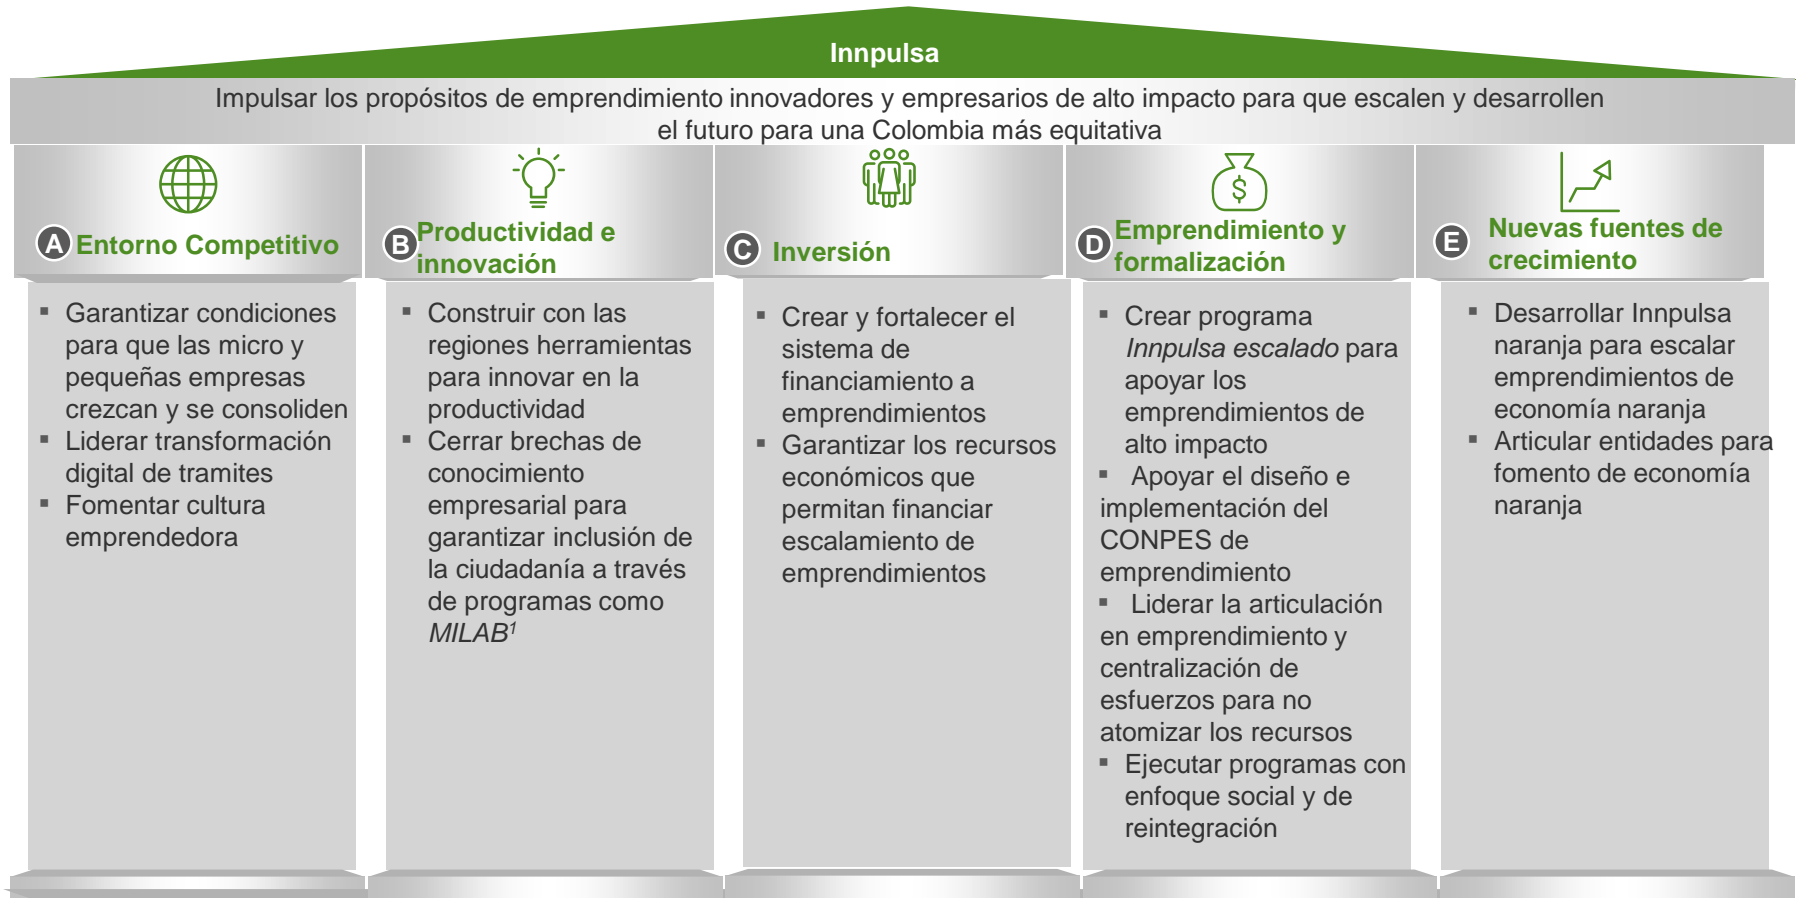 Innpulsa
Impulsar los propósitos de emprendimiento innovadores y empresarios de alto impacto para que escalen y desarrollen
el futuro para una Colombia más equitativa
A Entorno Competitivo
▪ Garantizar condiciones
para que las micro y
pequeñas empresas
crezcan y se consoliden
▪ Liderar transformación
digital de tramites
▪ Fomentar cultura
emprendedora
B Productividad e
innovación
▪ Construir con las
regiones herramientas
para innovar en la
productividad
▪ Cerrar brechas de
conocimiento
empresarial para
garantizar inclusión de
la ciudadanía a través
de programas como
MILAB¹
C Inversión
▪ Crear y fortalecer el
sistema de
financiamiento a
emprendimientos
▪ Garantizar los recursos
económicos que
permitan financiar
escalamiento de
emprendimientos
$
D Emprendimiento y
formalización
▪ Crear programa
Innpulsa escalado para
apoyar los
emprendimientos de
alto impacto
▪ Apoyar el diseño e
implementación del
CONPES de
emprendimiento
▪ Liderar la articulación
en emprendimiento y
centralización de
esfuerzos para no
atomizar los recursos
▪ Ejecutar programas con
enfoque social y de
reintegración
E Nuevas fuentes de
crecimiento
▪ Desarrollar Innpulsa
naranja para escalar
emprendimientos de
economía naranja
▪ Articular entidades para
fomento de economía
naranja